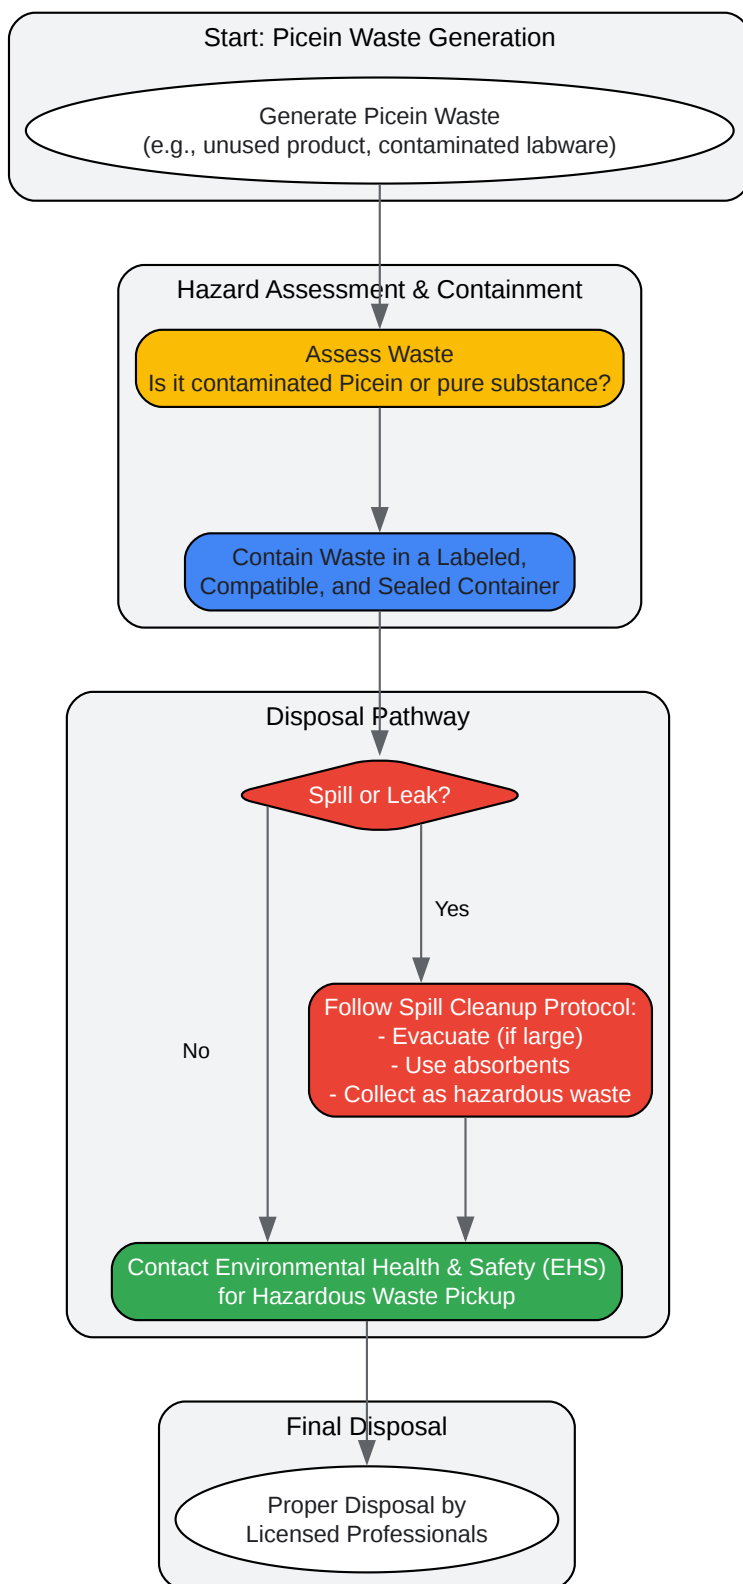 Start: Picein Waste Generation
Generate Picein Waste
(e.g., unused product, contaminated labware)
Hazard Assessment & Containment
Assess Waste
Is it contaminated Picein or pure substance?
Contain Waste in a Labeled,
Compatible, and Sealed Container
Disposal Pathway
Spill or Leak?
Yes
Follow Spill Cleanup Protocol:
- Evacuate (if large)
- Use absorbents
- Collect as hazardous waste
No
Contact Environmental Health & Safety (EHS)
for Hazardous Waste Pickup
Final Disposal
Proper Disposal by
Licensed Professionals